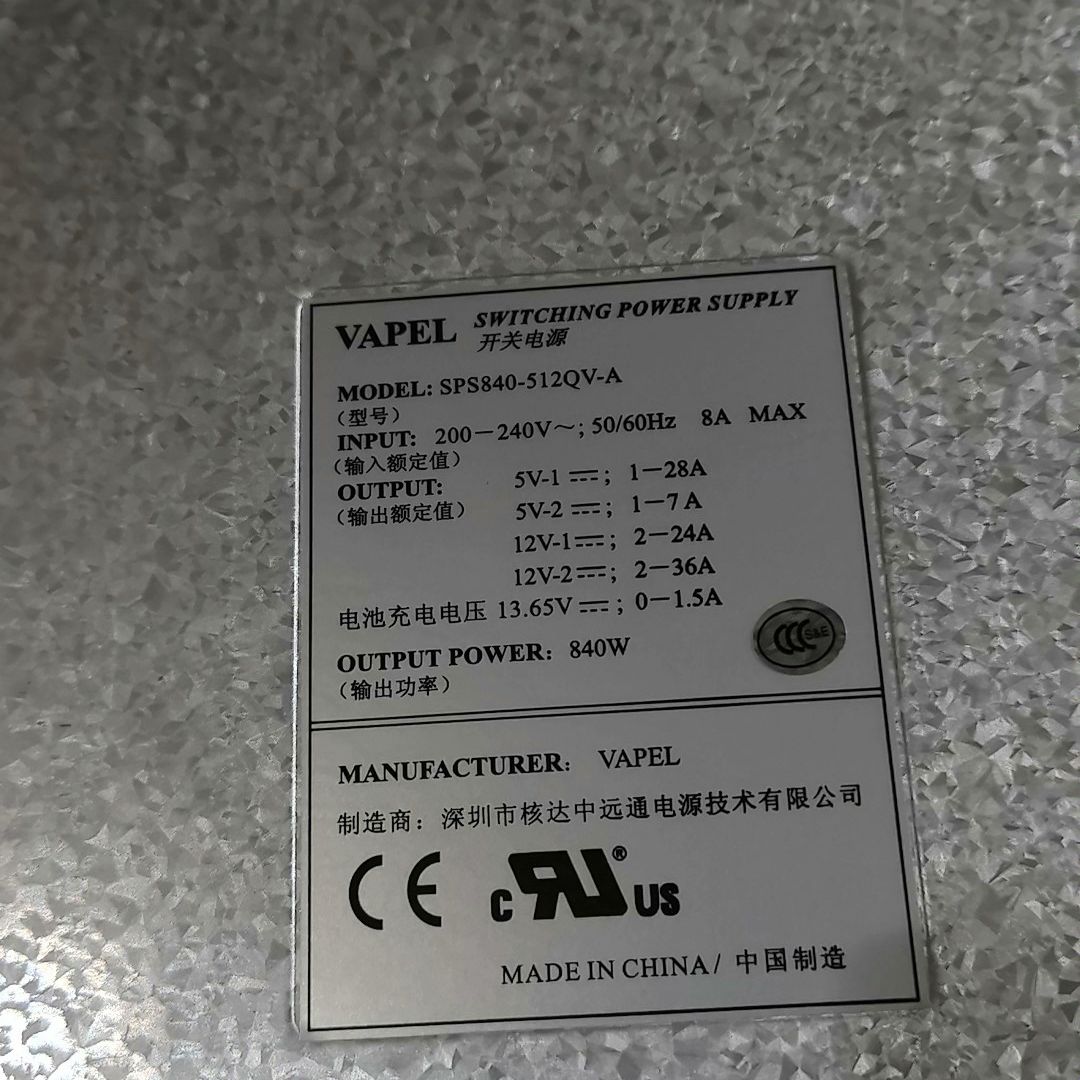 VAPEL SWITCHING POWER SUPPLY
开关电源
MODEL: SPS840-512QV-A
（型号）
INPUT: 200－240V～; 50/60Hz 8A MAX
（输入额定值）
OUTPUT: 5V-1 ⎓; 1－28A
（输出额定值） 5V-2 ⎓; 1－7A
12V-1⎓; 2－24A
12V-2⎓; 2－36A
电池充电电压 13.65V ⎓; 0－1.5A
OUTPUT POWER: 840W
（输出功率）
CCC S&E
MANUFACTURER: VAPEL
制造商：深圳市核达中远通电源技术有限公司
CE c RU ® US
MADE IN CHINA / 中国制造